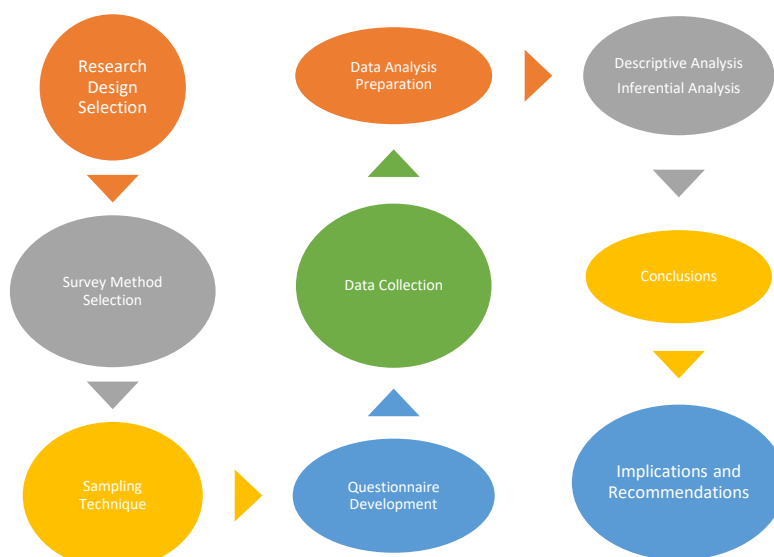 Research
Design
Selection
Survey Method
Selection
Sampling
Technique
Questionnaire
Development
Data Collection
Data Analysis
Preparation
Descriptive Analysis
Inferential Analysis
Conclusions
Implications and
Recommendations